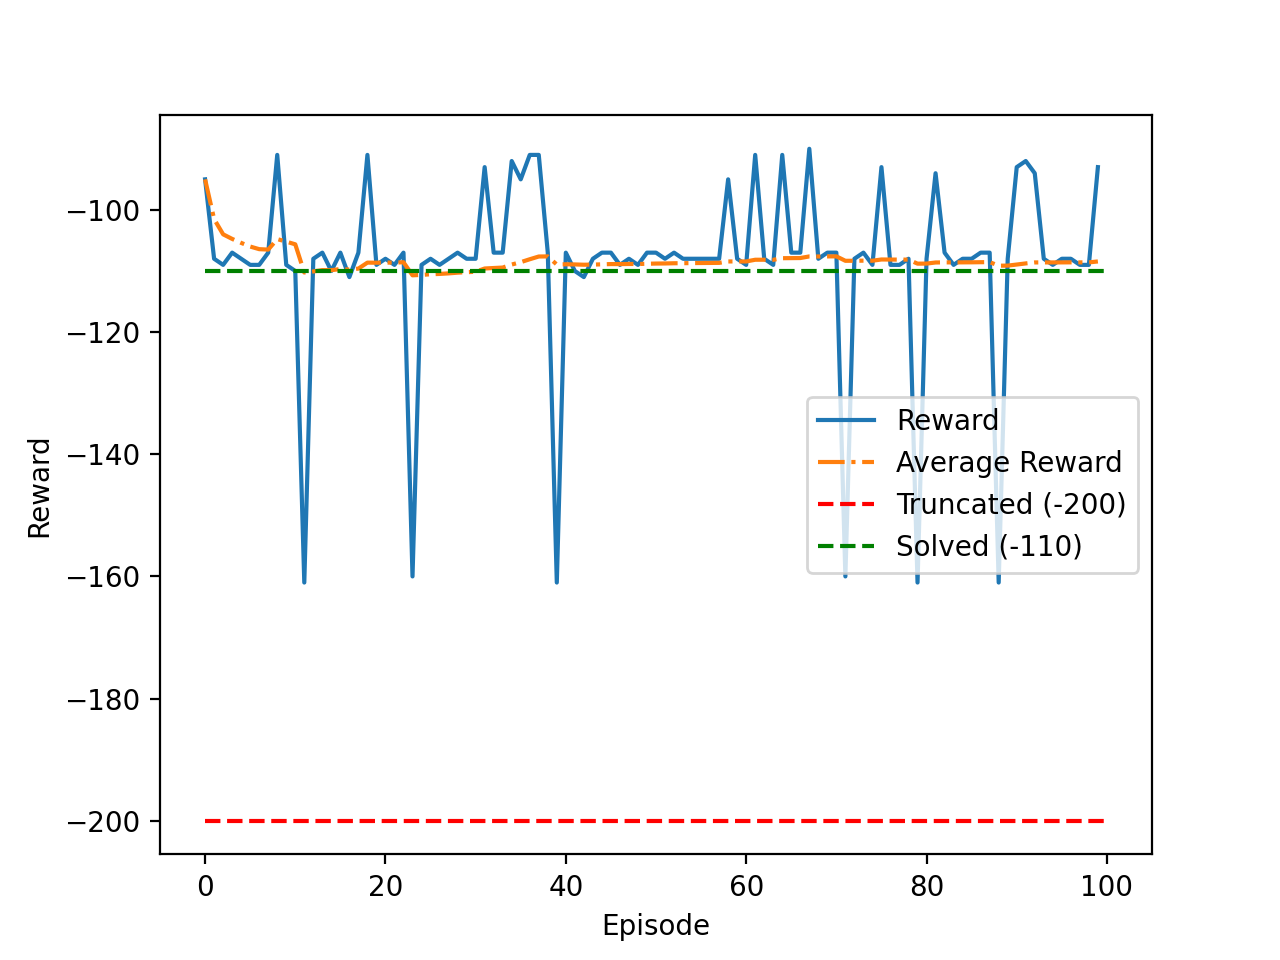 −100
−120
−140
−160
−180
−200
Reward
0
20
40
60
80
100
Episode
Reward
Average Reward
Truncated (-200)
Solved (-110)